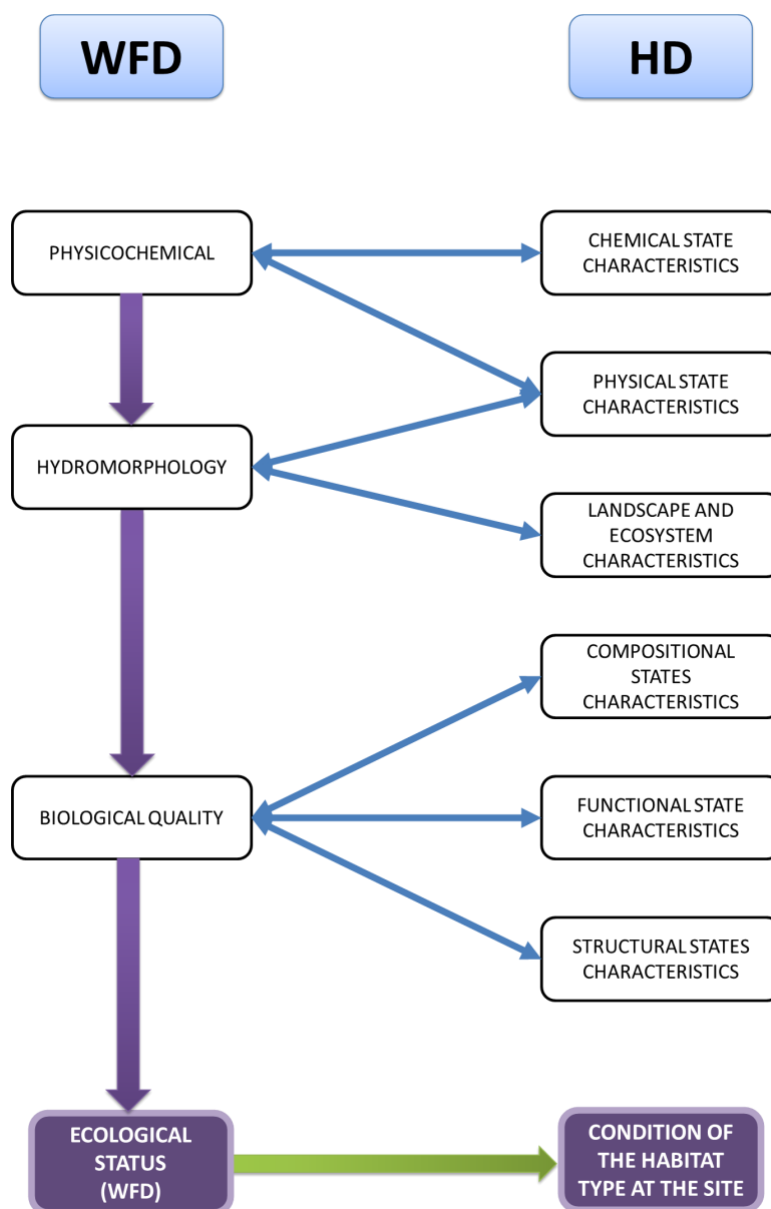 WFD
HD
PHYSICOCHEMICAL
CHEMICAL STATE
CHARACTERISTICS
PHYSICAL STATE
CHARACTERISTICS
HYDROMORPHOLOGY
LANDSCAPE AND
ECOSYSTEM
CHARACTERISTICS
COMPOSITIONAL
STATES
CHARACTERISTICS
BIOLOGICAL QUALITY
FUNCTIONAL STATE
CHARACTERISTICS
STRUCTURAL STATES
CHARACTERISTICS
ECOLOGICAL
STATUS
(WFD)
CONDITION OF
THE HABITAT
TYPE AT THE SITE